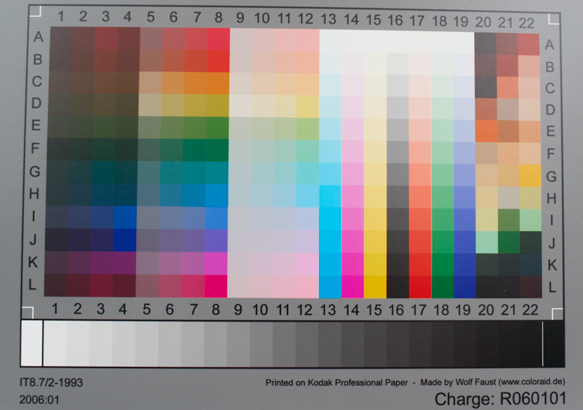 1 2 3 4 5 6 7 8 9 10 11 12 13 14 15 16 17 18 19 20 21 22
A A
B B
C C
D D
E E
F F
G G
H H
I I
J J
K K
L L
1 2 3 4 5 6 7 8 9 10 11 12 13 14 15 16 17 18 19 20 21 22
IT8.7/2-1993 Printed on Kodak Professional Paper - Made by Wolf Faust (www.coloraid.de)
2006:01 Charge: R060101